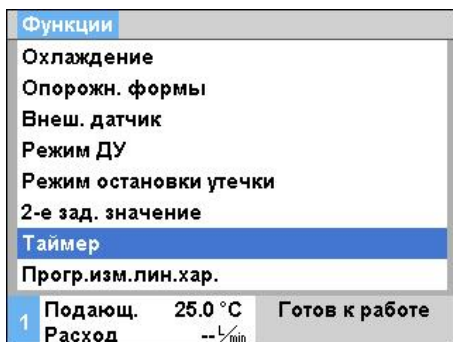 Функции
Охлаждение
Опорожн. формы
Внеш. датчик
Режим ДУ
Режим остановки утечки
2-е зад. значение
Таймер
Прогр.изм.лин.хар.
1 Подающ. 25.0 °C Готов к работе
Расход -- L/min